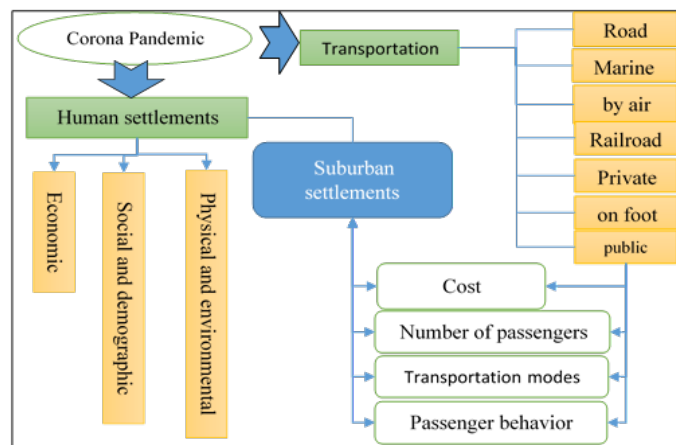 Corona Pandemic
Transportation
Road
Marine
by air
Railroad
Private
on foot
public
Human settlements
Suburban
settlements
Economic
Social and demographic
Physical and environmental
Cost
Number of passengers
Transportation modes
Passenger behavior